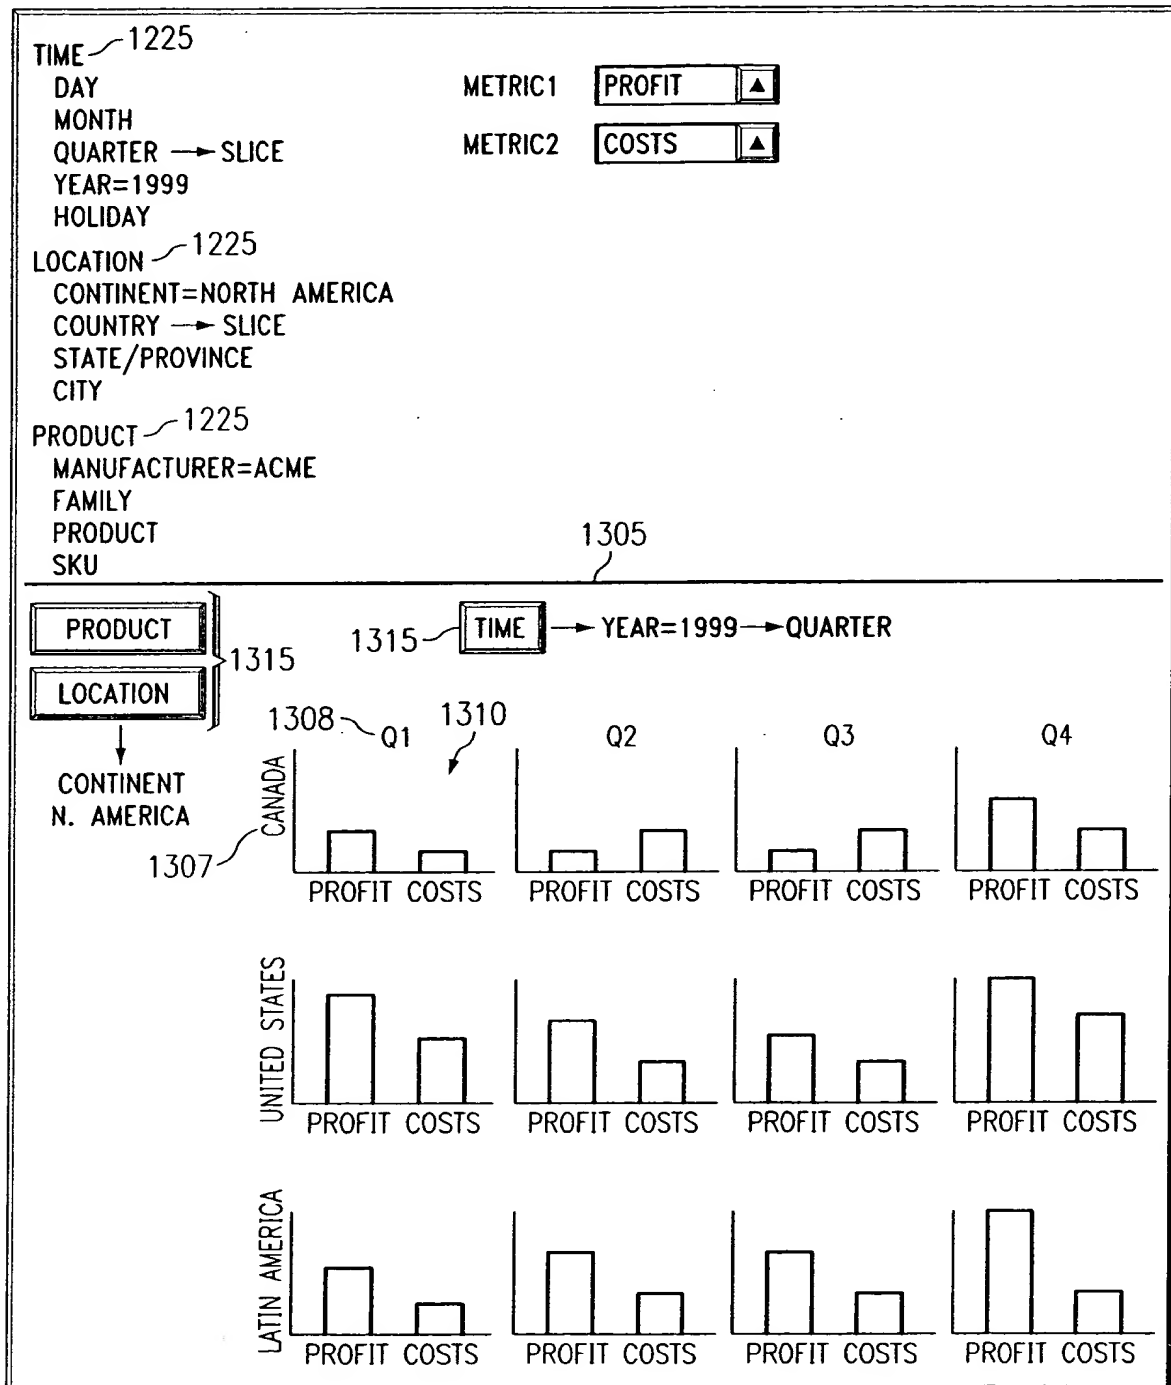 TIME 1225
DAY
MONTH
QUARTER → SLICE
YEAR=1999
HOLIDAY
METRIC1 PROFIT
METRIC2 COSTS
LOCATION 1225
CONTINENT=NORTH AMERICA
COUNTRY → SLICE
STATE/PROVINCE
CITY
PRODUCT 1225
MANUFACTURER=ACME
FAMILY
PRODUCT
SKU
1305
PRODUCT
LOCATION
1315
CONTINENT
N. AMERICA
1315 TIME → YEAR=1999 → QUARTER
1308 Q1 1310 Q2 Q3 Q4
1307 CANADA
PROFIT COSTS PROFIT COSTS PROFIT COSTS PROFIT COSTS
UNITED STATES
PROFIT COSTS PROFIT COSTS PROFIT COSTS PROFIT COSTS
LATIN AMERICA
PROFIT COSTS PROFIT COSTS PROFIT COSTS PROFIT COSTS